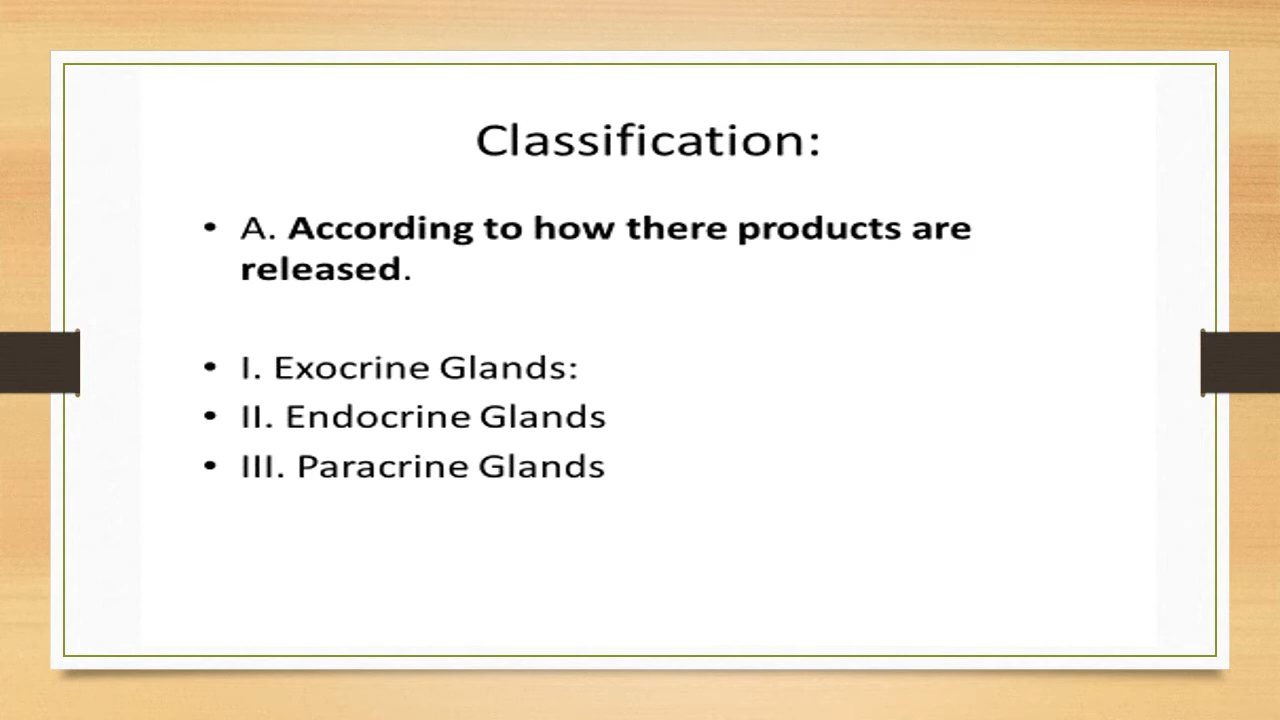 Classification:
• A. According to how there products are
released.
• I. Exocrine Glands:
• II. Endocrine Glands
• III. Paracrine Glands